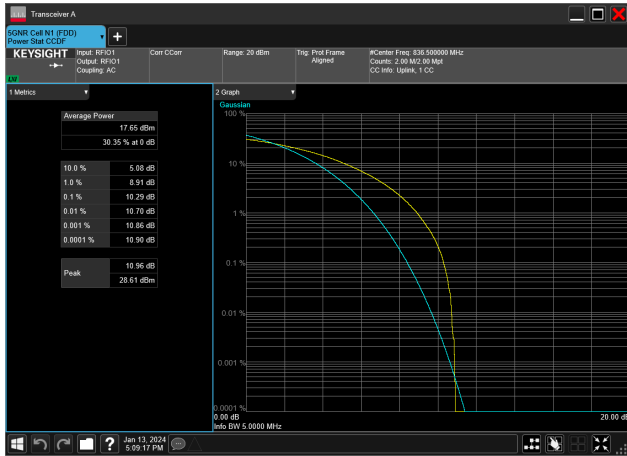 Transceiver A
5GNR Cell N1 (FDD)
Power Stat CCDF
KEYSIGHT
LXI
Input: RFIO1
Output: RFIO1
Coupling: AC
Corr CCorr
Range: 20 dBm
Trig: Prot Frame
Aligned
#Center Freq: 836.500000 MHz
Counts: 2.00 M/2.00 Mpt
CC Info: Uplink, 1 CC
1 Metrics
Average Power
17.65 dBm
30.35 % at 0 dB
10.0 % 5.08 dB
1.0 % 8.91 dB
0.1 % 10.29 dB
0.01 % 10.70 dB
0.001 % 10.86 dB
0.0001 % 10.90 dB
Peak 10.96 dB
28.61 dBm
2 Graph
Gaussian
100 %
10 %
1 %
0.1 %
0.01 %
0.001 %
0.0001 %
0.00 dB 20.00 dB
Info BW 5.0000 MHz
Jan 13, 2024
5:09:17 PM